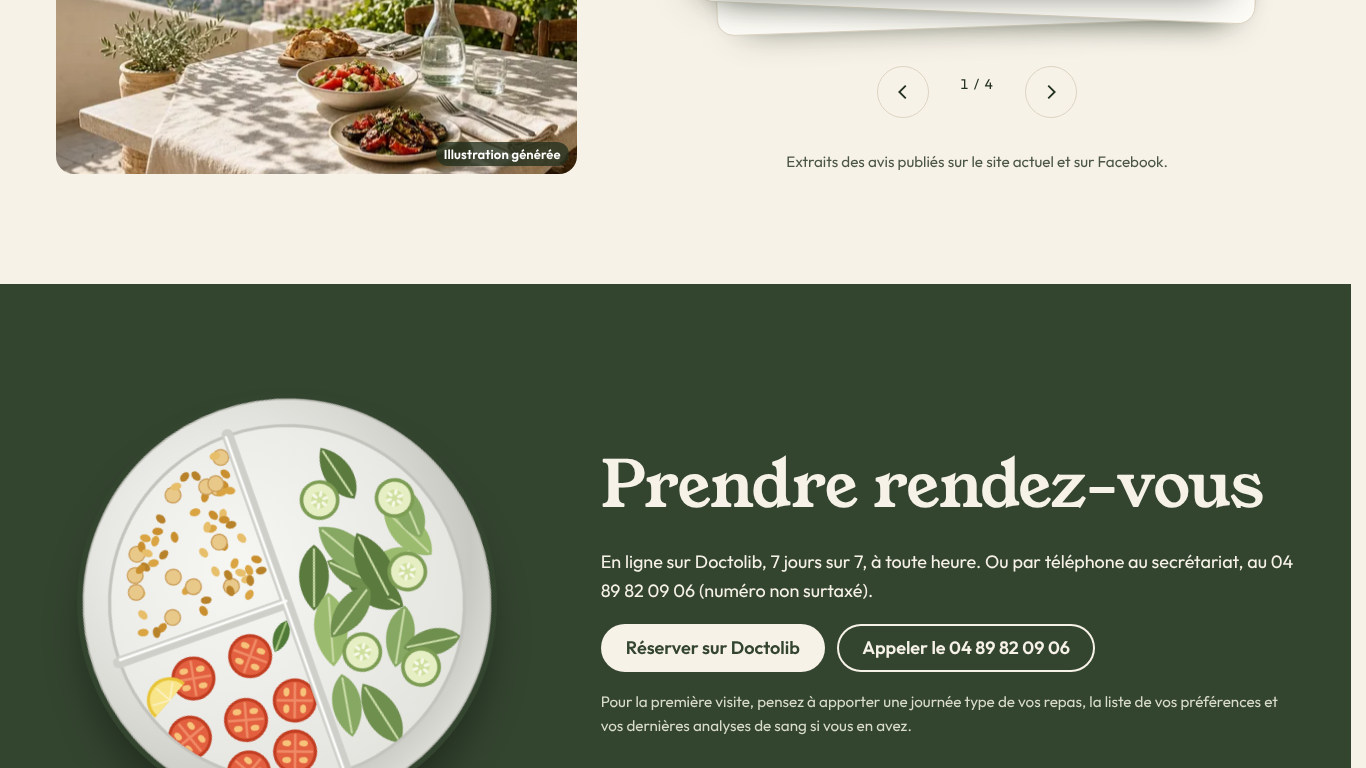 Illustration générée
1 / 4
Extraits des avis publiés sur le site actuel et sur Facebook.
Prendre rendez-vous
En ligne sur Doctolib, 7 jours sur 7, à toute heure. Ou par téléphone au secrétariat, au 04
89 82 09 06 (numéro non surtaxé).
Réserver sur Doctolib
Appeler le 04 89 82 09 06
Pour la première visite, pensez à apporter une journée type de vos repas, la liste de vos préférences et
vos dernières analyses de sang si vous en avez.